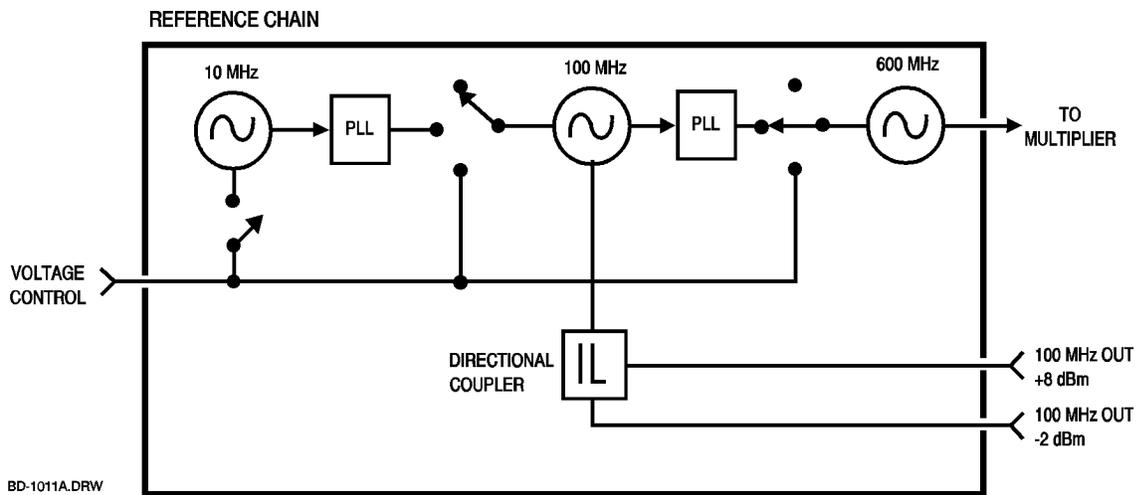 REFERENCE CHAIN
10 MHz
100 MHz
600 MHz
PLL
PLL
TO
MULTIPLIER
VOLTAGE
CONTROL
DIRECTIONAL
COUPLER
100 MHz OUT
+8 dBm
100 MHz OUT
-2 dBm
BD-1011A.DRW